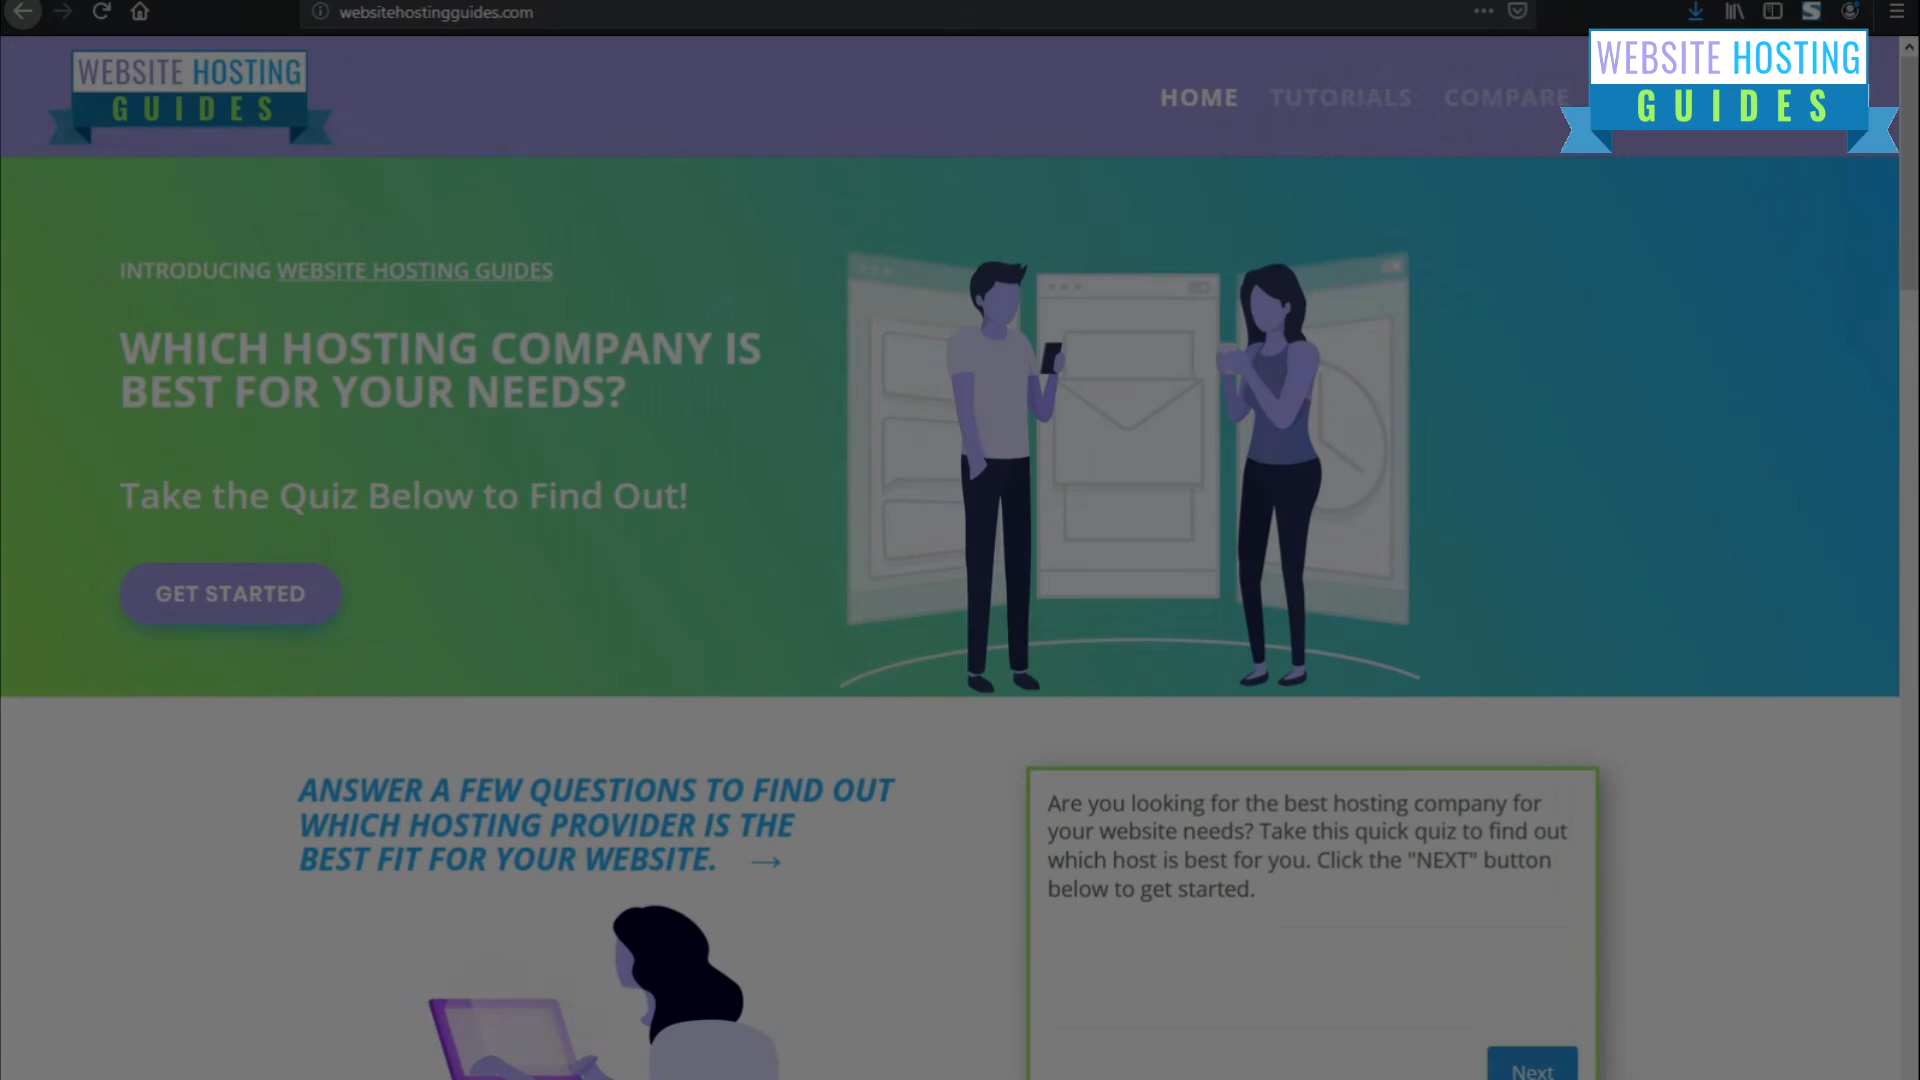 websitehostingguides.com
WEBSITE HOSTING
GUIDES
HOME TUTORIALS COMPARE
WEBSITE HOSTING
GUIDES
INTRODUCING WEBSITE HOSTING GUIDES
WHICH HOSTING COMPANY IS
BEST FOR YOUR NEEDS?
Take the Quiz Below to Find Out!
GET STARTED
ANSWER A FEW QUESTIONS TO FIND OUT
WHICH HOSTING PROVIDER IS THE
BEST FIT FOR YOUR WEBSITE. →
Are you looking for the best hosting company for
your website needs? Take this quick quiz to find out
which host is best for you. Click the "NEXT" button
below to get started.
Next